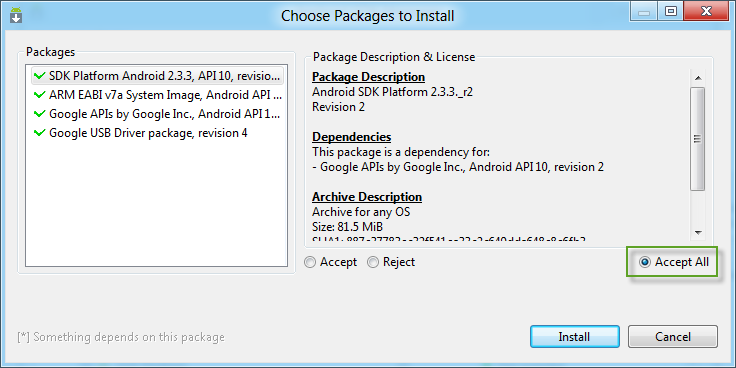 Choose Packages to Install
Packages
SDK Platform Android 2.3.3, API 10, revisio...
ARM EABI v7a System Image, Android API ...
Google APIs by Google Inc., Android API 1...
Google USB Driver package, revision 4
Package Description & License
Package Description
Android SDK Platform 2.3.3._r2
Revision 2
Dependencies
This package is a dependency for:
- Google APIs by Google Inc., Android API 10, revision 2
Archive Description
Archive for any OS
Size: 81.5 MiB
Accept
Reject
Accept All
[*] Something depends on this package
Install
Cancel